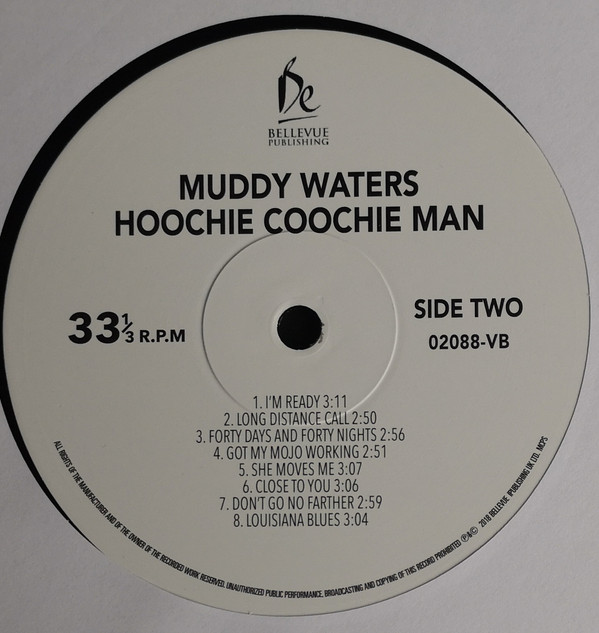 Be
BELLEVUE
PUBLISHING
MUDDY WATERS
HOOCHIE COOCHIE MAN
33⅓ R.P.M
SIDE TWO
02088-VB
1. I'M READY 3:11
2. LONG DISTANCE CALL 2:50
3. FORTY DAYS AND FORTY NIGHTS 2:56
4. GOT MY MOJO WORKING 2:51
5. SHE MOVES ME 3:07
6. CLOSE TO YOU 3:06
7. DON'T GO NO FARTHER 2:59
8. LOUISIANA BLUES 3:04
ALL RIGHTS OF THE MANUFACTURER AND OF THE OWNER OF THE RECORDED WORK RESERVED. UNAUTHORIZED PUBLIC PERFORMANCE, BROADCASTING AND COPYING OF THIS RECORD PROHIBITED ℗&© 2018 BELLEVUE PUBLISHING UK LTD. MCPS